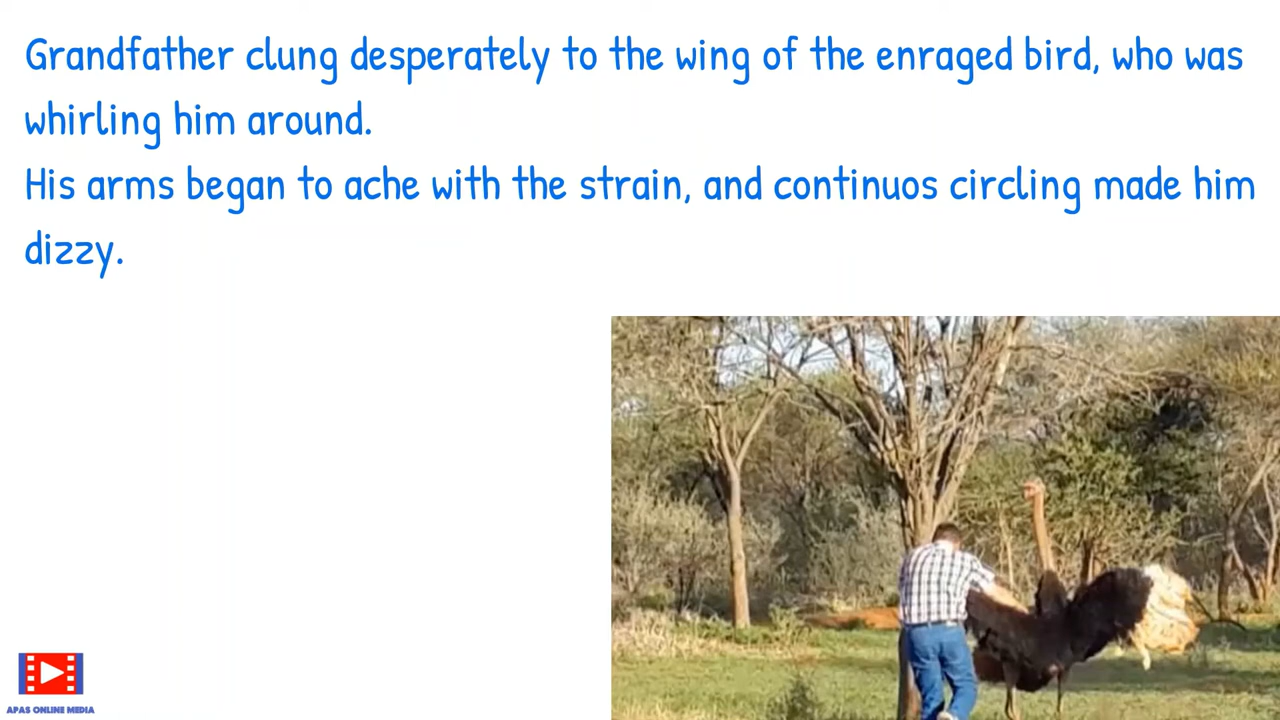 Grandfather clung desperately to the wing of the enraged bird, who was
whirling him around.
His arms began to ache with the strain, and continuos circling made him
dizzy.
APAS ONLINE MEDIA